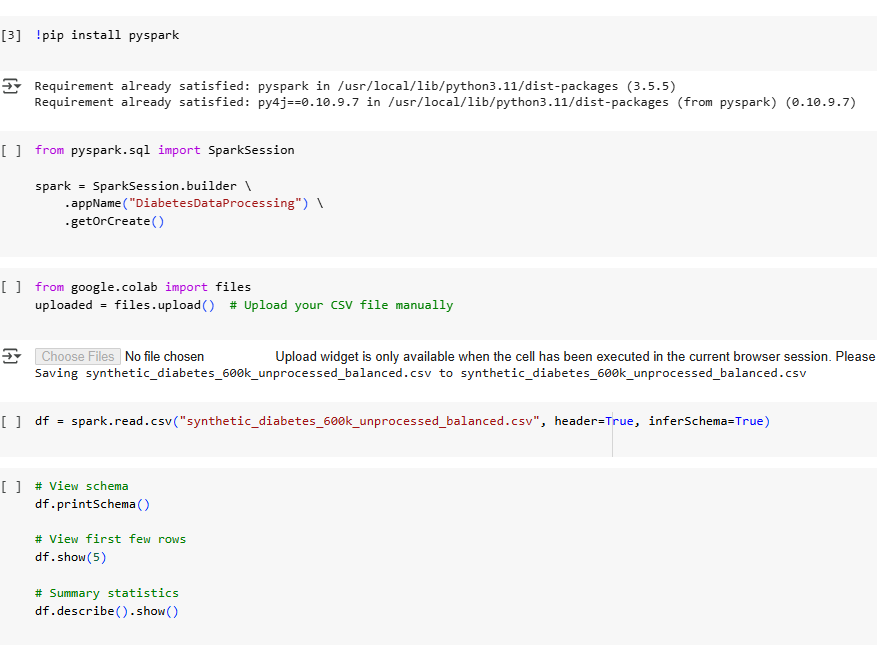 [3] !pip install pyspark
Requirement already satisfied: pyspark in /usr/local/lib/python3.11/dist-packages (3.5.5)
Requirement already satisfied: py4j==0.10.9.7 in /usr/local/lib/python3.11/dist-packages (from pyspark) (0.10.9.7)
[ ] from pyspark.sql import SparkSession
spark = SparkSession.builder \
.appName("DiabetesDataProcessing") \
.getOrCreate()
[ ] from google.colab import files
uploaded = files.upload()  # Upload your CSV file manually
Choose Files No file chosen Upload widget is only available when the cell has been executed in the current browser session. Please
Saving synthetic_diabetes_600k_unprocessed_balanced.csv to synthetic_diabetes_600k_unprocessed_balanced.csv
[ ] df = spark.read.csv("synthetic_diabetes_600k_unprocessed_balanced.csv", header=True, inferSchema=True)
[ ] # View schema
df.printSchema()
# View first few rows
df.show(5)
# Summary statistics
df.describe().show()